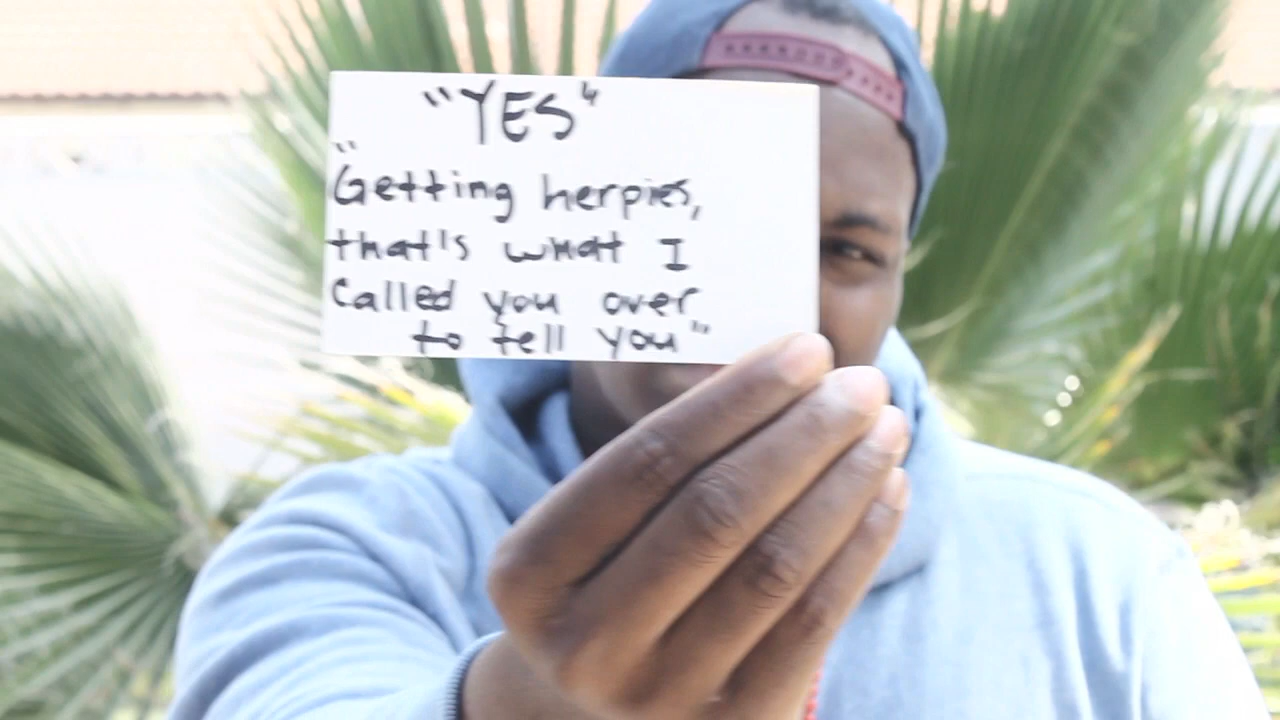 "YES"
"Getting herpies,
that's what I
Called you over
to tell you"